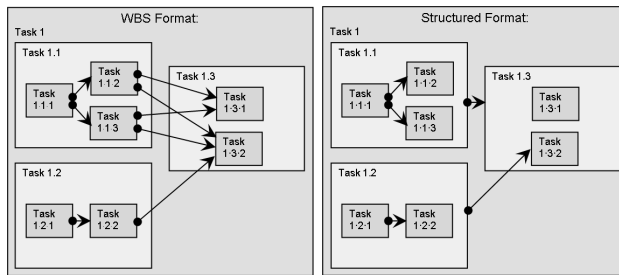 WBS Format:
Task 1
Task 1.1
Task
1·1·1
Task
1·1·2
Task
1·1·3
Task 1.3
Task
1·3·1
Task
1·3·2
Task 1.2
Task
1·2·1
Task
1·2·2
Structured Format:
Task 1
Task 1.1
Task
1·1·1
Task
1·1·2
Task
1·1·3
Task 1.3
Task
1·3·1
Task
1·3·2
Task 1.2
Task
1·2·1
Task
1·2·2